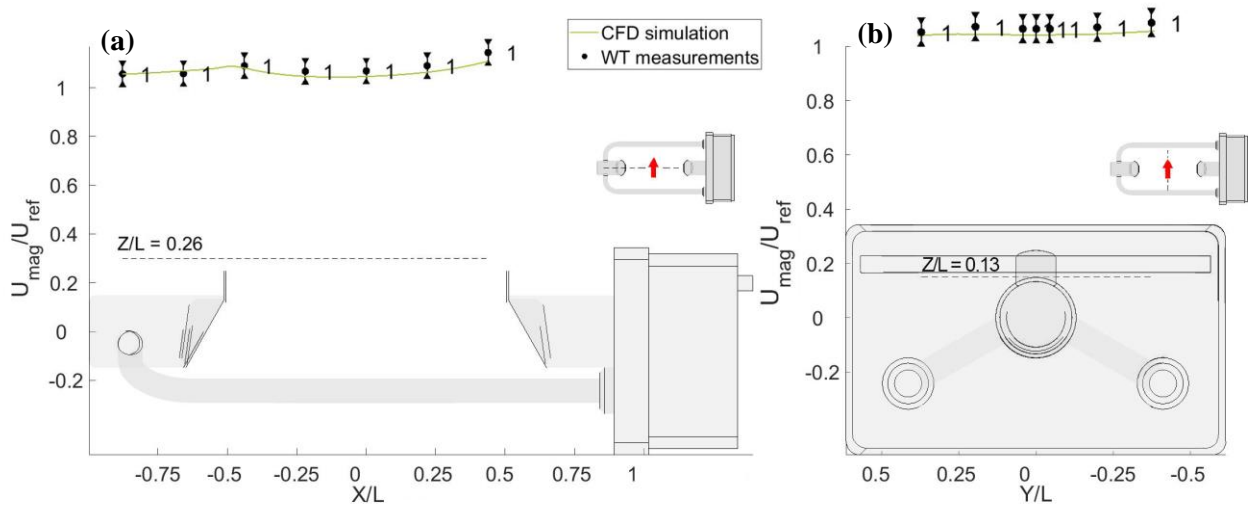 (a)
CFD simulation
WT measurements
1 1 1 1 1 1 1
1
0.8
0.6
0.4
0.2
0
-0.2
U_mag/U_ref
Z/L = 0.26
-0.75 -0.5 -0.25 0 0.25 0.5 0.75 1
X/L
(b)
1 1 1 1 1 1 1
1
0.8
0.6
0.4
0.2
0
-0.2
U_mag/U_ref
Z/L = 0.13
0.5 0.25 0 -0.25 -0.5
Y/L